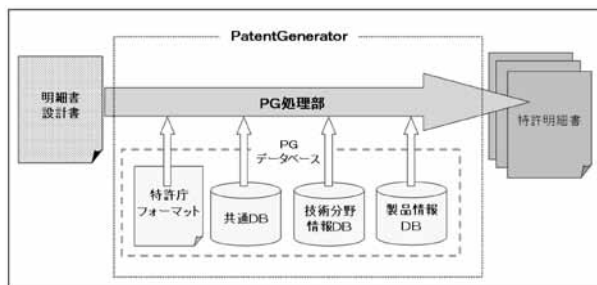 PatentGenerator
明細書
設計書
PG処理部
特許明細書
PG
データベース
特許庁
フォーマット
共通DB
技術分野
情報DB
製品情報
DB